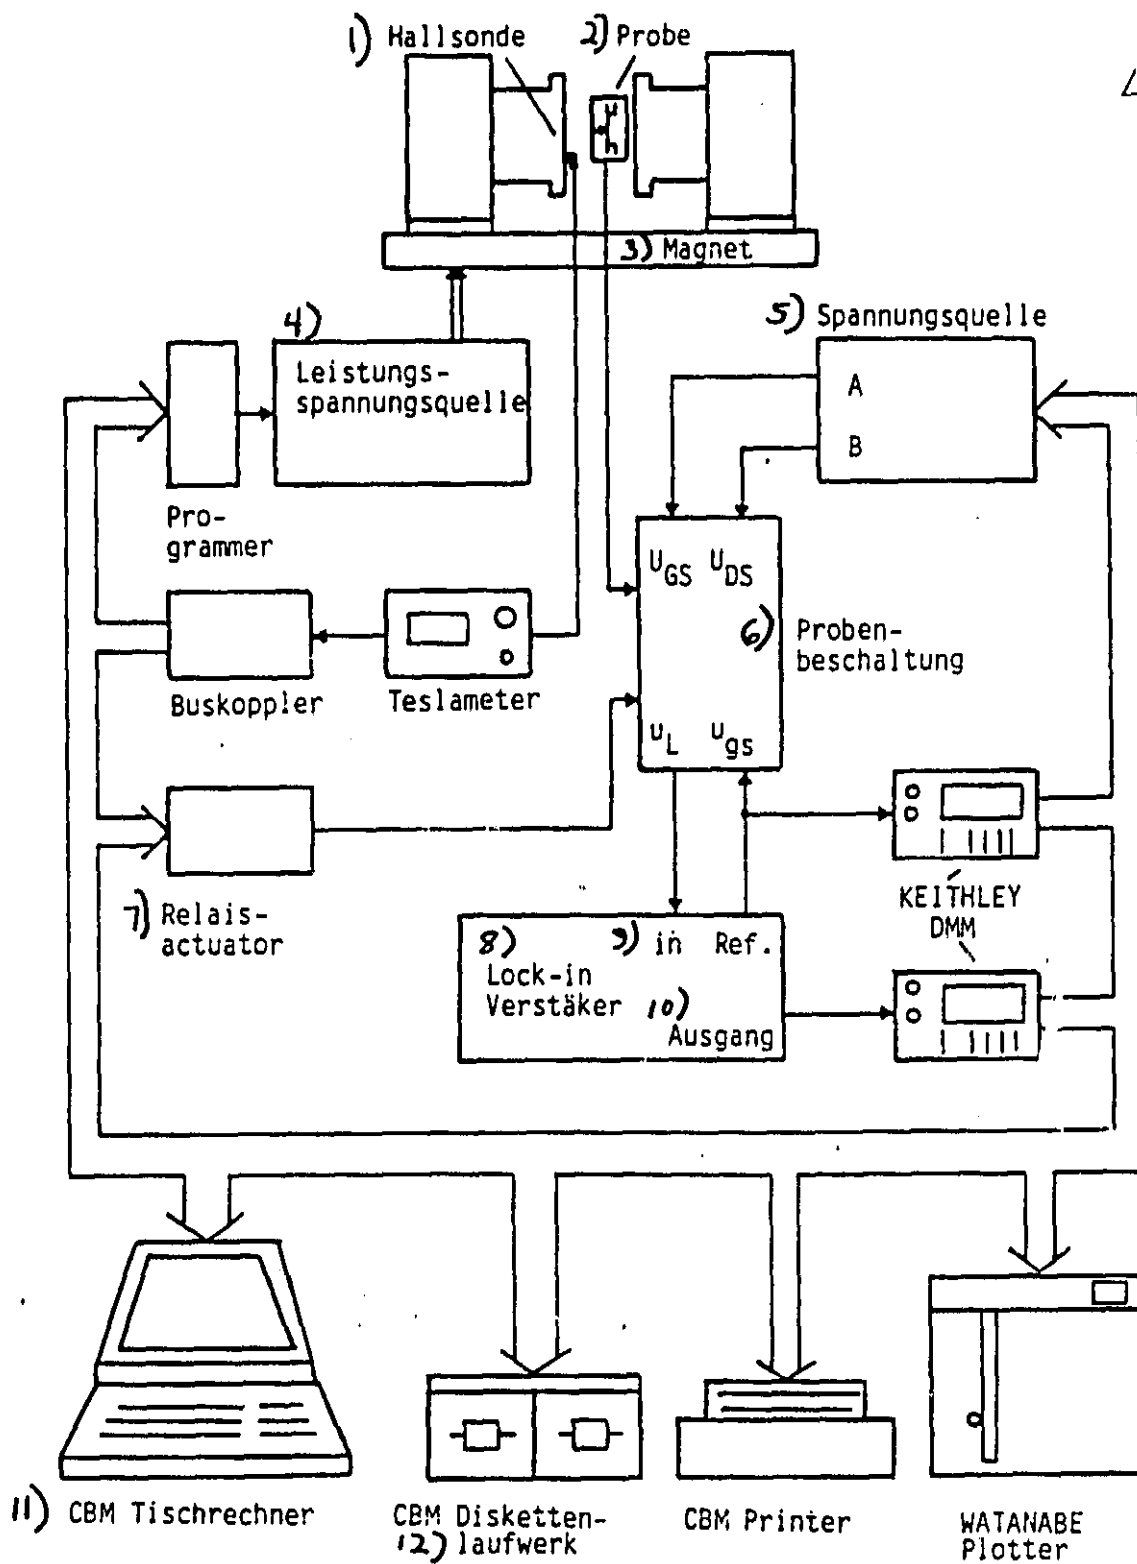 1) Hallsonde
2) Probe
3) Magnet
4)
Leistungs-
spannungsquelle
5) Spannungsquelle
A
B
Pro-
grammer
U_GS U_DS
6) Proben-
beschaltung
Buskoppler
Teslameter
u_L u_gs
7) Relais-
actuator
KEITHLEY
DMM
8) 9) in Ref.
Lock-in
Verstäker 10)
Ausgang
11) CBM Tischrechner
CBM Disketten-
12) laufwerk
CBM Printer
WATANABE
Plotter